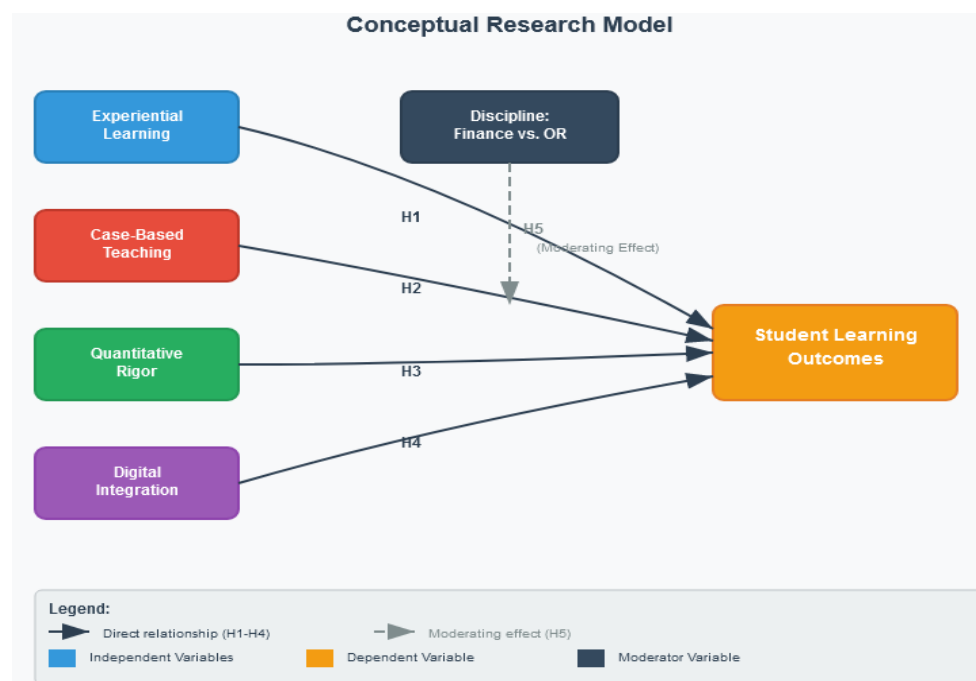 Conceptual Research Model
Experiential
Learning
Discipline:
Finance vs. OR
H1
H5
(Moderating Effect)
Case-Based
Teaching
H2
Student Learning
Outcomes
Quantitative
Rigor
H3
H4
Digital
Integration
Legend:
Direct relationship (H1-H4)
Moderating effect (H5)
Independent Variables
Dependent Variable
Moderator Variable